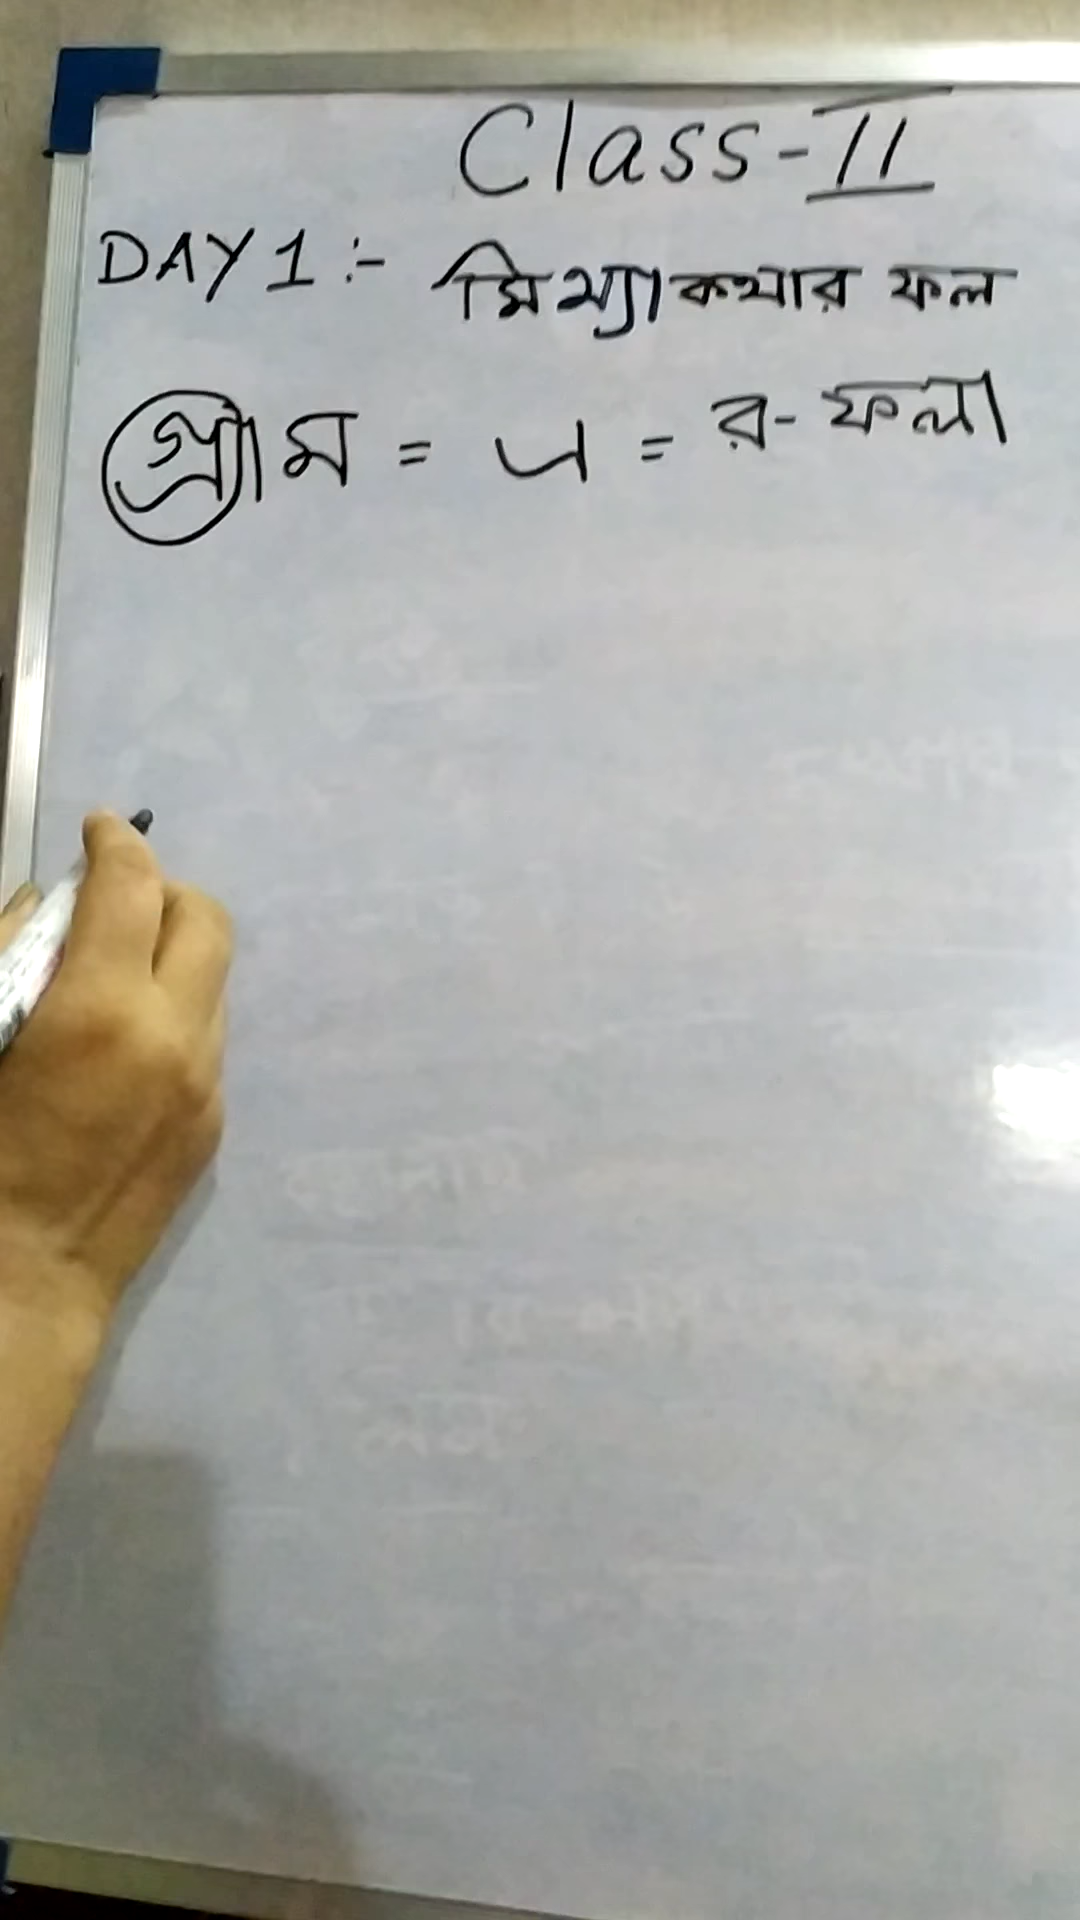 Class-II
DAY 1 :- মিথ্যাকথার ফল
গ্রাম = ্র = র-ফলা